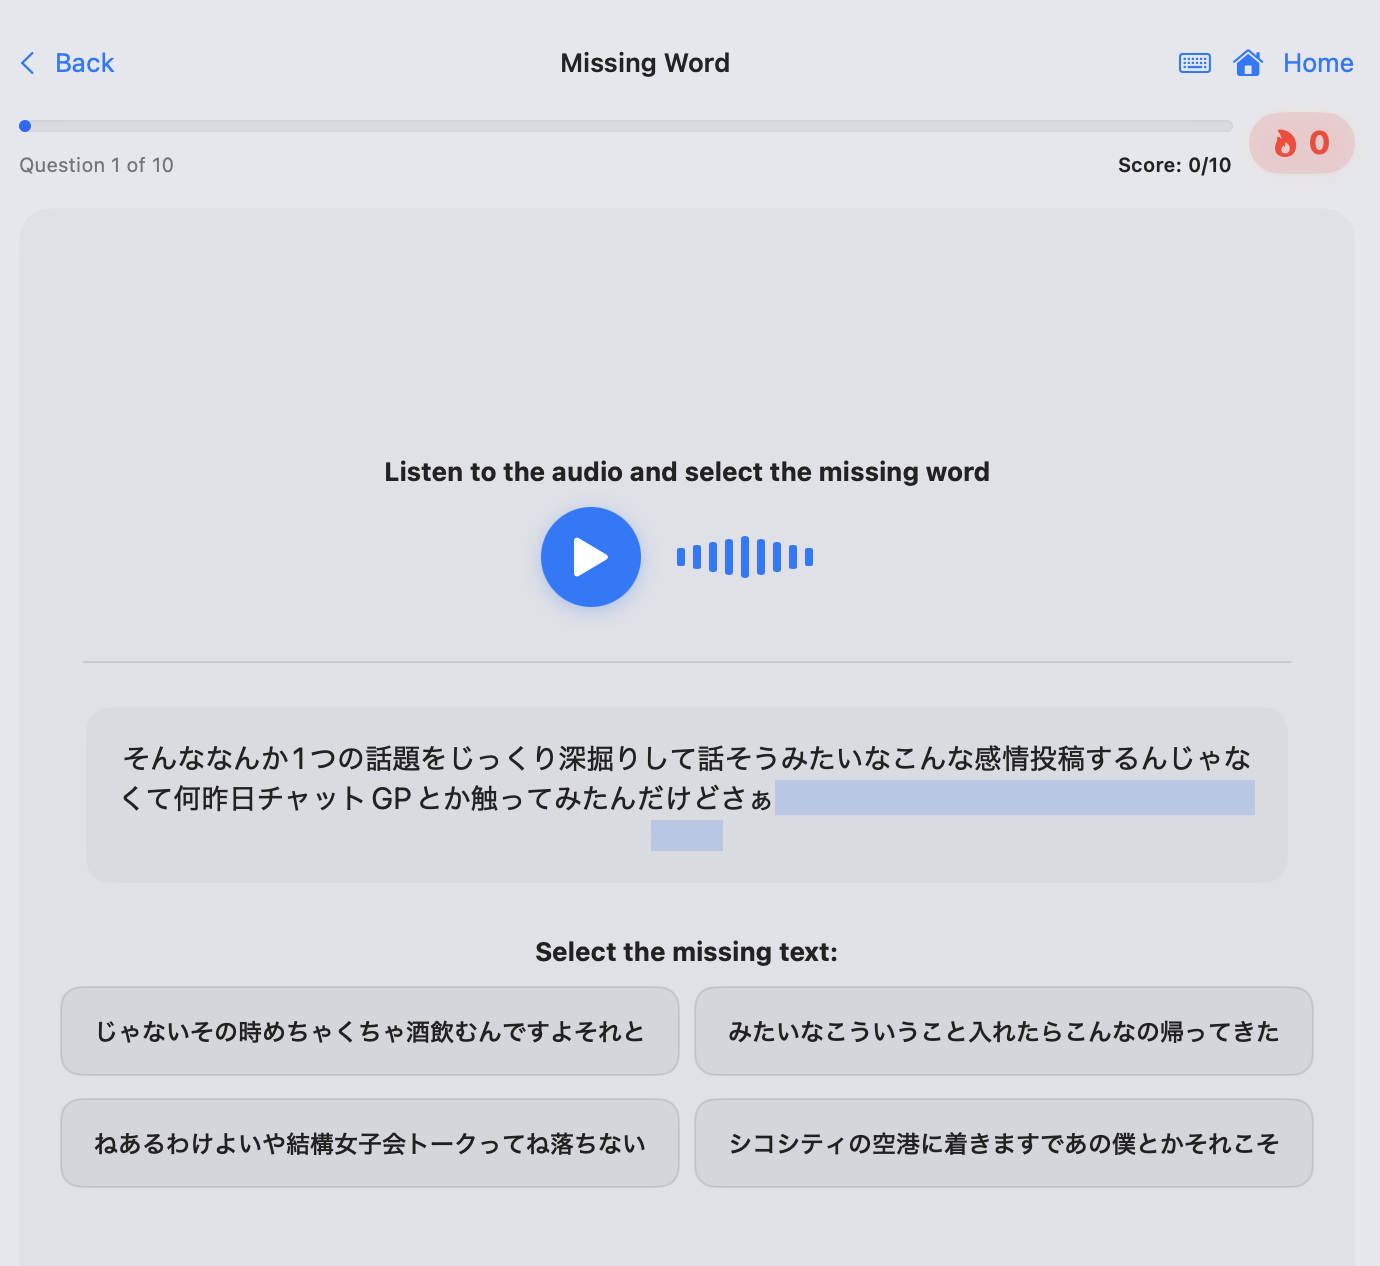 Back
Missing Word
Home
Question 1 of 10
Score: 0/10
0
Listen to the audio and select the missing word
そんななんか1つの話題をじっくり深掘りして話そうみたいなこんな感情投稿するんじゃな
くて何昨日チャットGPとか触ってみたんだけどさぁ
Select the missing text:
じゃないその時めちゃくちゃ酒飲むんですよそれと
みたいなこういうこと入れたらこんなの帰ってきた
ねあるわけよいや結構女子会トークってね落ちない
シコシティの空港に着きますであの僕とかそれこそ